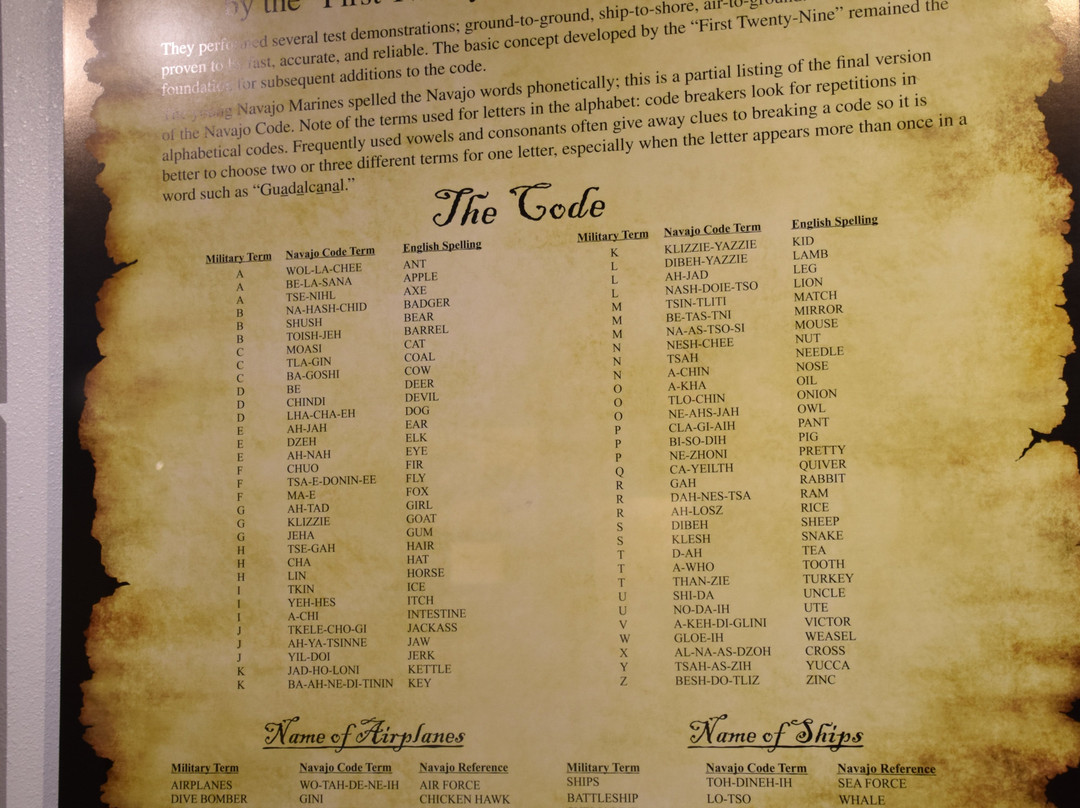 by the "First
They performed several test demonstrations; ground-to-ground, ship-to-shore,
proven to be fast, accurate, and reliable. The basic concept developed by the "First Twenty-Nine" remained the
foundation for subsequent additions to the code.
The young Navajo Marines spelled the Navajo words phonetically; this is a partial listing of the final version
of the Navajo Code. Note of the terms used for letters in the alphabet: code breakers look for repetitions in
alphabetical codes. Frequently used vowels and consonants often give away clues to breaking a code so it is
better to choose two or three different terms for one letter, especially when the letter appears more than once in a
word such as "Guadalcanal."
The Code
Military Term Navajo Code Term English Spelling
A WOL-LA-CHEE ANT
A BE-LA-SANA APPLE
A TSE-NIHL AXE
B NA-HASH-CHID BADGER
B SHUSH BEAR
B TOISH-JEH BARREL
C MOASI CAT
C TLA-GIN COAL
C BA-GOSHI COW
D BE DEER
D CHINDI DEVIL
D LHA-CHA-EH DOG
E AH-JAH EAR
E DZEH ELK
E AH-NAH EYE
F CHUO FIR
F TSA-E-DONIN-EE FLY
F MA-E FOX
G AH-TAD GIRL
G KLIZZIE GOAT
G JEHA GUM
H TSE-GAH HAIR
H CHA HAT
H LIN HORSE
I TKIN ICE
I YEH-HES ITCH
I A-CHI INTESTINE
J TKELE-CHO-GI JACKASS
J AH-YA-TSINNE JAW
J YIL-DOI JERK
K JAD-HO-LONI KETTLE
K BA-AH-NE-DI-TININ KEY
Military Term Navajo Code Term English Spelling
K KLIZZIE-YAZZIE KID
L DIBEH-YAZZIE LAMB
L AH-JAD LEG
L NASH-DOIE-TSO LION
M TSIN-TLITI MATCH
M BE-TAS-TNI MIRROR
M NA-AS-TSO-SI MOUSE
N NESH-CHEE NUT
N TSAH NEEDLE
N A-CHIN NOSE
O A-KHA OIL
O TLO-CHIN ONION
O NE-AHS-JAH OWL
P CLA-GI-AIH PANT
P BI-SO-DIH PIG
P NE-ZHONI PRETTY
Q CA-YEILTH QUIVER
R GAH RABBIT
R DAH-NES-TSA RAM
R AH-LOSZ RICE
S DIBEH SHEEP
S KLESH SNAKE
T D-AH TEA
T A-WHO TOOTH
T THAN-ZIE TURKEY
U SHI-DA UNCLE
U NO-DA-IH UTE
V A-KEH-DI-GLINI VICTOR
W GLOE-IH WEASEL
X AL-NA-AS-DZOH CROSS
Y TSAH-AS-ZIH YUCCA
Z BESH-DO-TLIZ ZINC
Name of Airplanes
Military Term Navajo Code Term Navajo Reference
AIRPLANES WO-TAH-DE-NE-IH AIR FORCE
DIVE BOMBER GINI CHICKEN HAWK
Name of Ships
Military Term Navajo Code Term Navajo Reference
SHIPS TOH-DINEH-IH SEA FORCE
BATTLESHIP LO-TSO WHALE